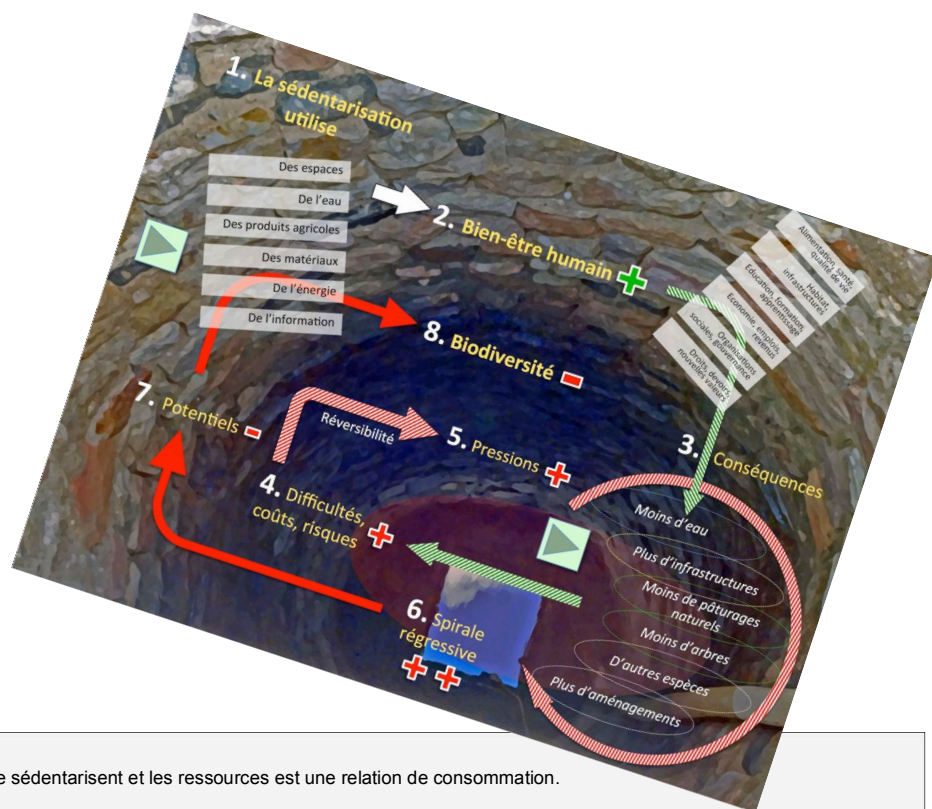 1. La sédentarisation
utilise
Des espaces
De l'eau
Des produits agricoles
Des matériaux
De l'énergie
De l'information
2. Bien-être humain
Alimentation, santé,
qualité de vie
Habitat,
infrastructures
Education, formation,
apprentissage
Economie, emplois,
revenus
Organisations
sociales, gouvernance
Droits, devoirs,
nouvelles valeurs
3. Conséquences
Moins d'eau
Plus d'infrastructures
Moins de pâturages
naturels
Moins d'arbres
D'autres espèces
Plus d'aménagements
4. Difficultés,
coûts, risques
Réversibilité
5. Pressions
6. Spirale
régressive
7. Potentiels
8. Biodiversité
e sédentarisent et les ressources est une relation de consommation.